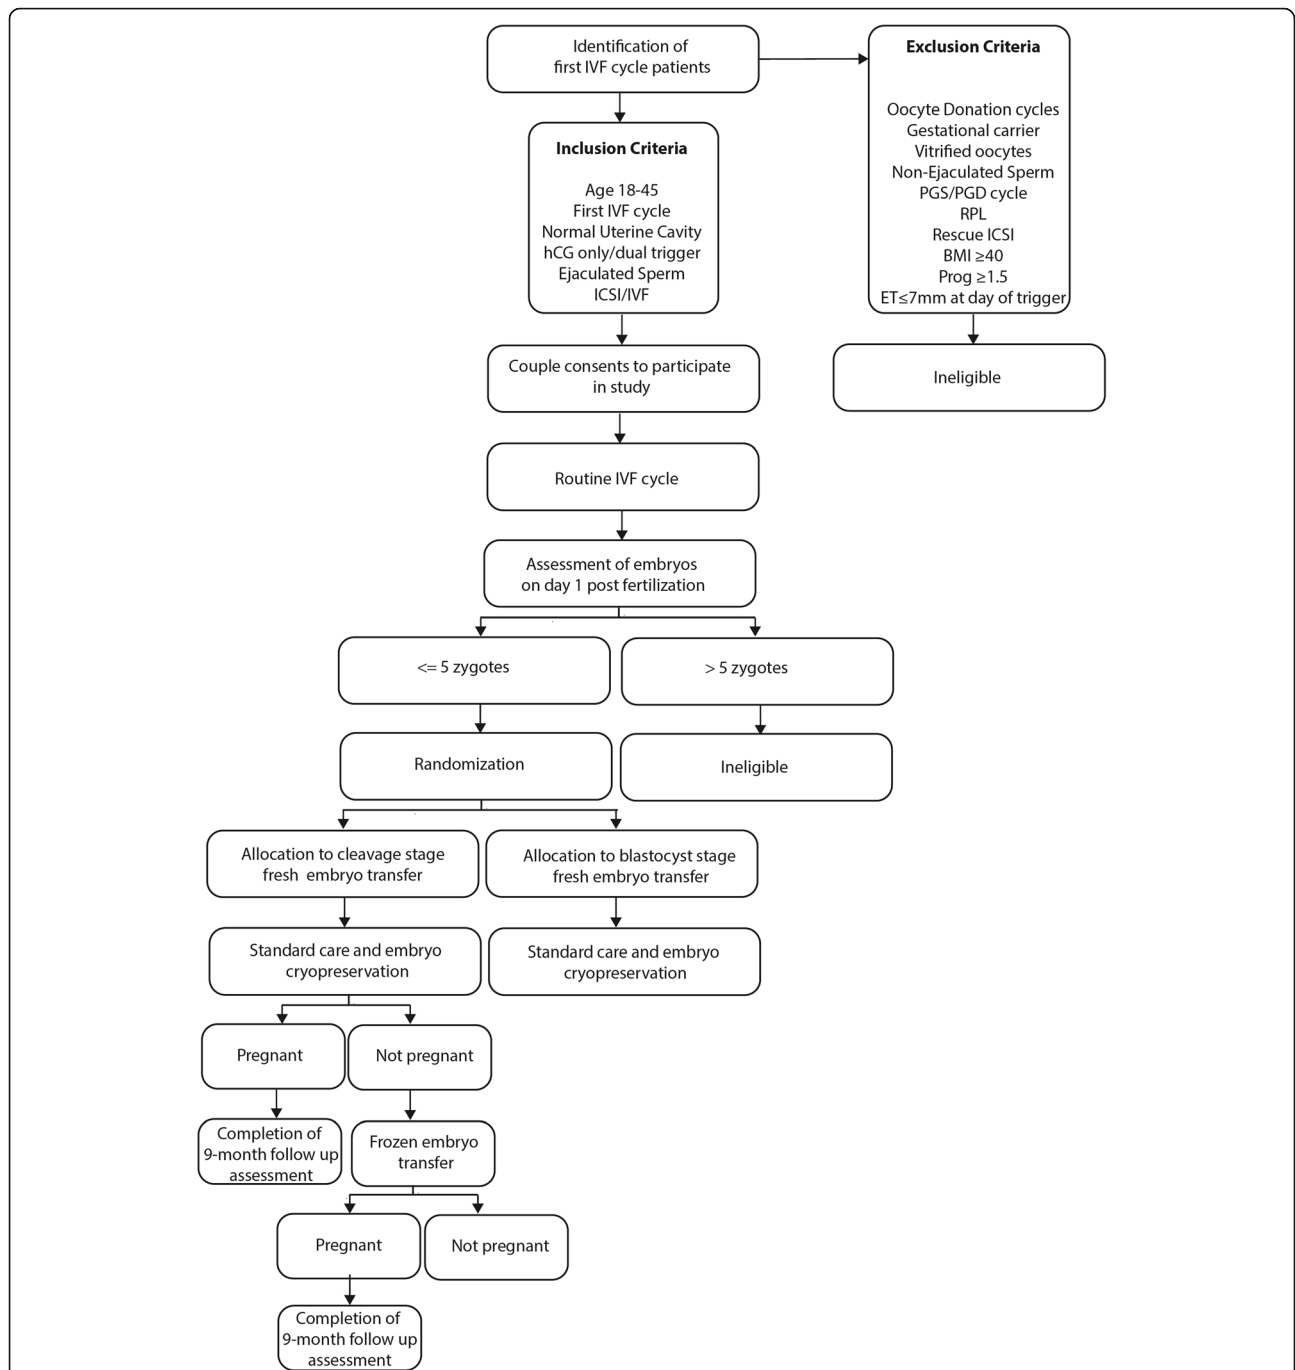 Identification of
first IVF cycle patients
Exclusion Criteria
Oocyte Donation cycles
Gestational carrier
Vitrified oocytes
Non-Ejaculated Sperm
PGS/PGD cycle
RPL
Rescue ICSI
BMI ≥40
Prog ≥1.5
ET≤7mm at day of trigger
Ineligible
Inclusion Criteria
Age 18-45
First IVF cycle
Normal Uterine Cavity
hCG only/dual trigger
Ejaculated Sperm
ICSI/IVF
Couple consents to participate
in study
Routine IVF cycle
Assessment of embryos
on day 1 post fertilization
<= 5 zygotes
> 5 zygotes
Randomization
Ineligible
Allocation to cleavage stage
fresh embryo transfer
Allocation to blastocyst stage
fresh embryo transfer
Standard care and embryo
cryopreservation
Standard care and embryo
cryopreservation
Pregnant
Not pregnant
Completion of
9-month follow up
assessment
Frozen embryo
transfer
Pregnant
Not pregnant
Completion of
9-month follow up
assessment